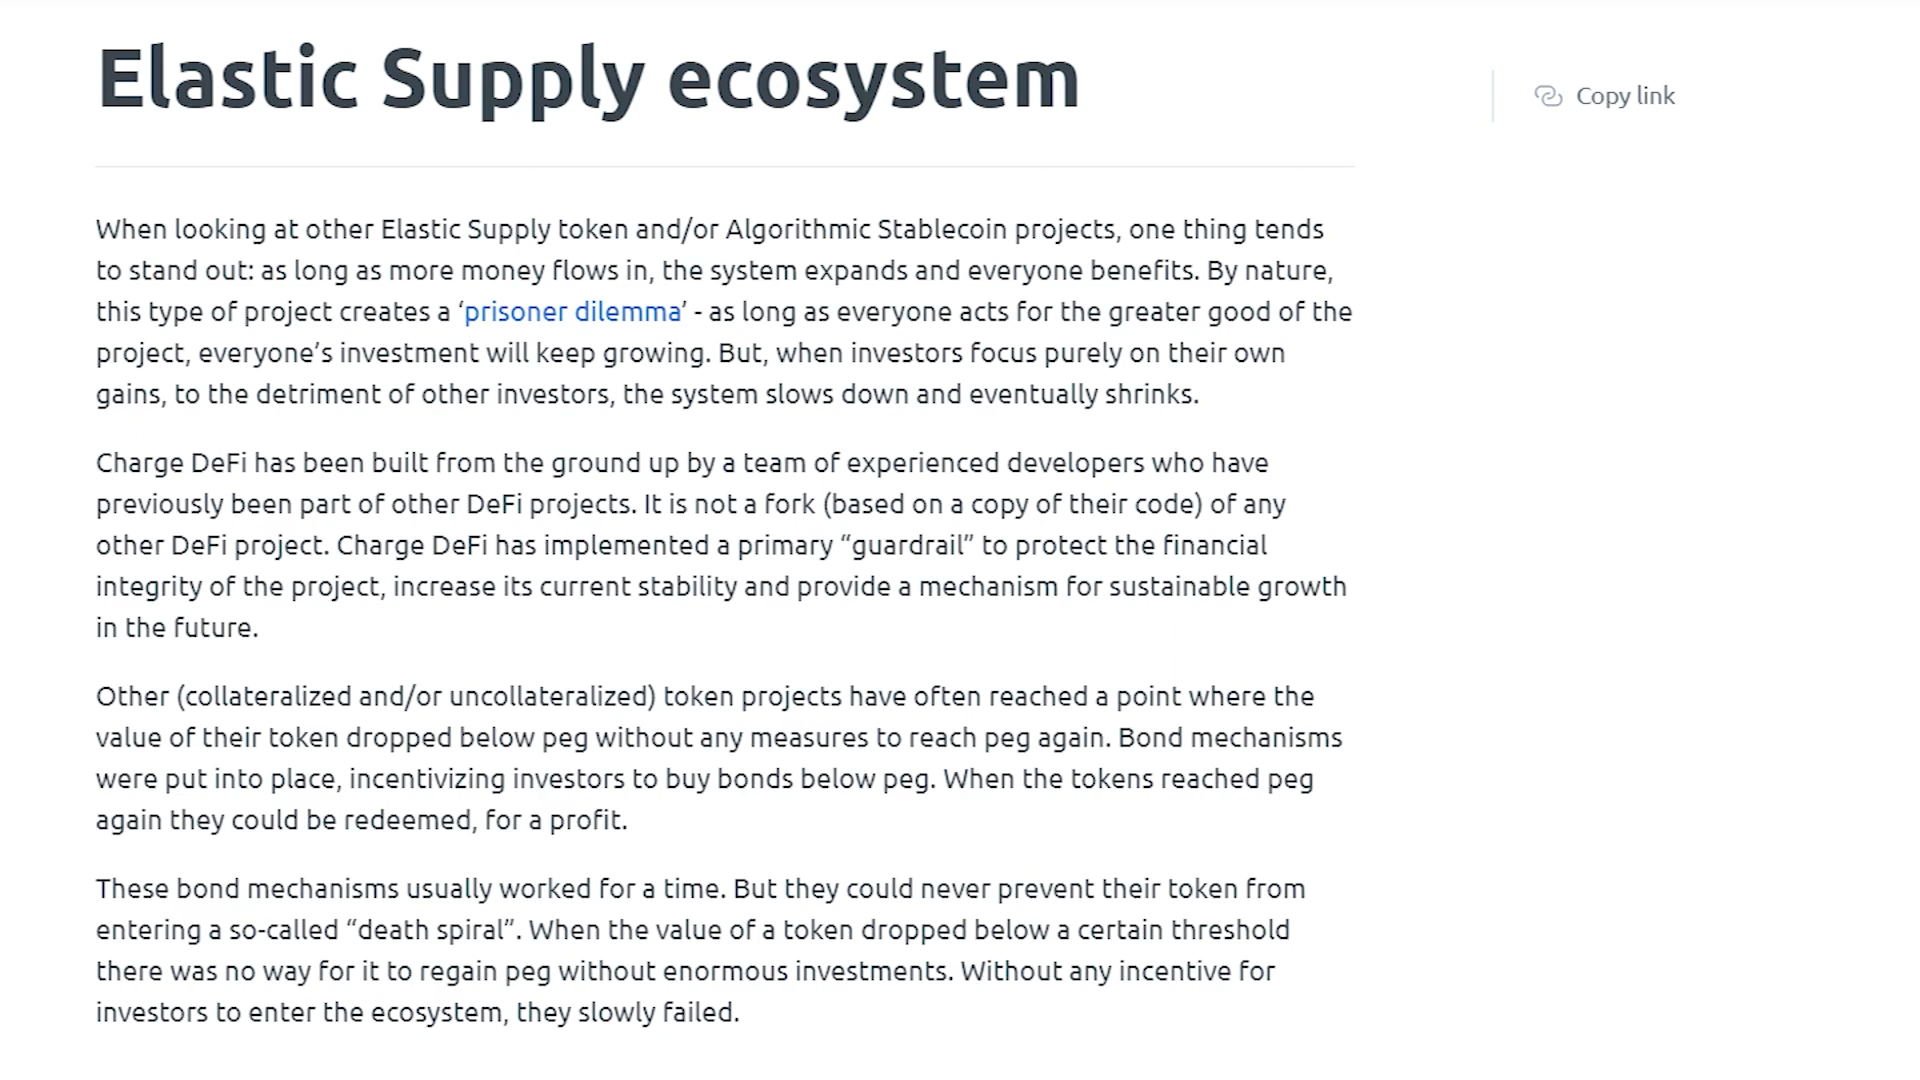 Elastic Supply ecosystem
Copy link
When looking at other Elastic Supply token and/or Algorithmic Stablecoin projects, one thing tends
to stand out: as long as more money flows in, the system expands and everyone benefits. By nature,
this type of project creates a ‘prisoner dilemma’ - as long as everyone acts for the greater good of the
project, everyone’s investment will keep growing. But, when investors focus purely on their own
gains, to the detriment of other investors, the system slows down and eventually shrinks.
Charge DeFi has been built from the ground up by a team of experienced developers who have
previously been part of other DeFi projects. It is not a fork (based on a copy of their code) of any
other DeFi project. Charge DeFi has implemented a primary “guardrail” to protect the financial
integrity of the project, increase its current stability and provide a mechanism for sustainable growth
in the future.
Other (collateralized and/or uncollateralized) token projects have often reached a point where the
value of their token dropped below peg without any measures to reach peg again. Bond mechanisms
were put into place, incentivizing investors to buy bonds below peg. When the tokens reached peg
again they could be redeemed, for a profit.
These bond mechanisms usually worked for a time. But they could never prevent their token from
entering a so-called “death spiral”. When the value of a token dropped below a certain threshold
there was no way for it to regain peg without enormous investments. Without any incentive for
investors to enter the ecosystem, they slowly failed.